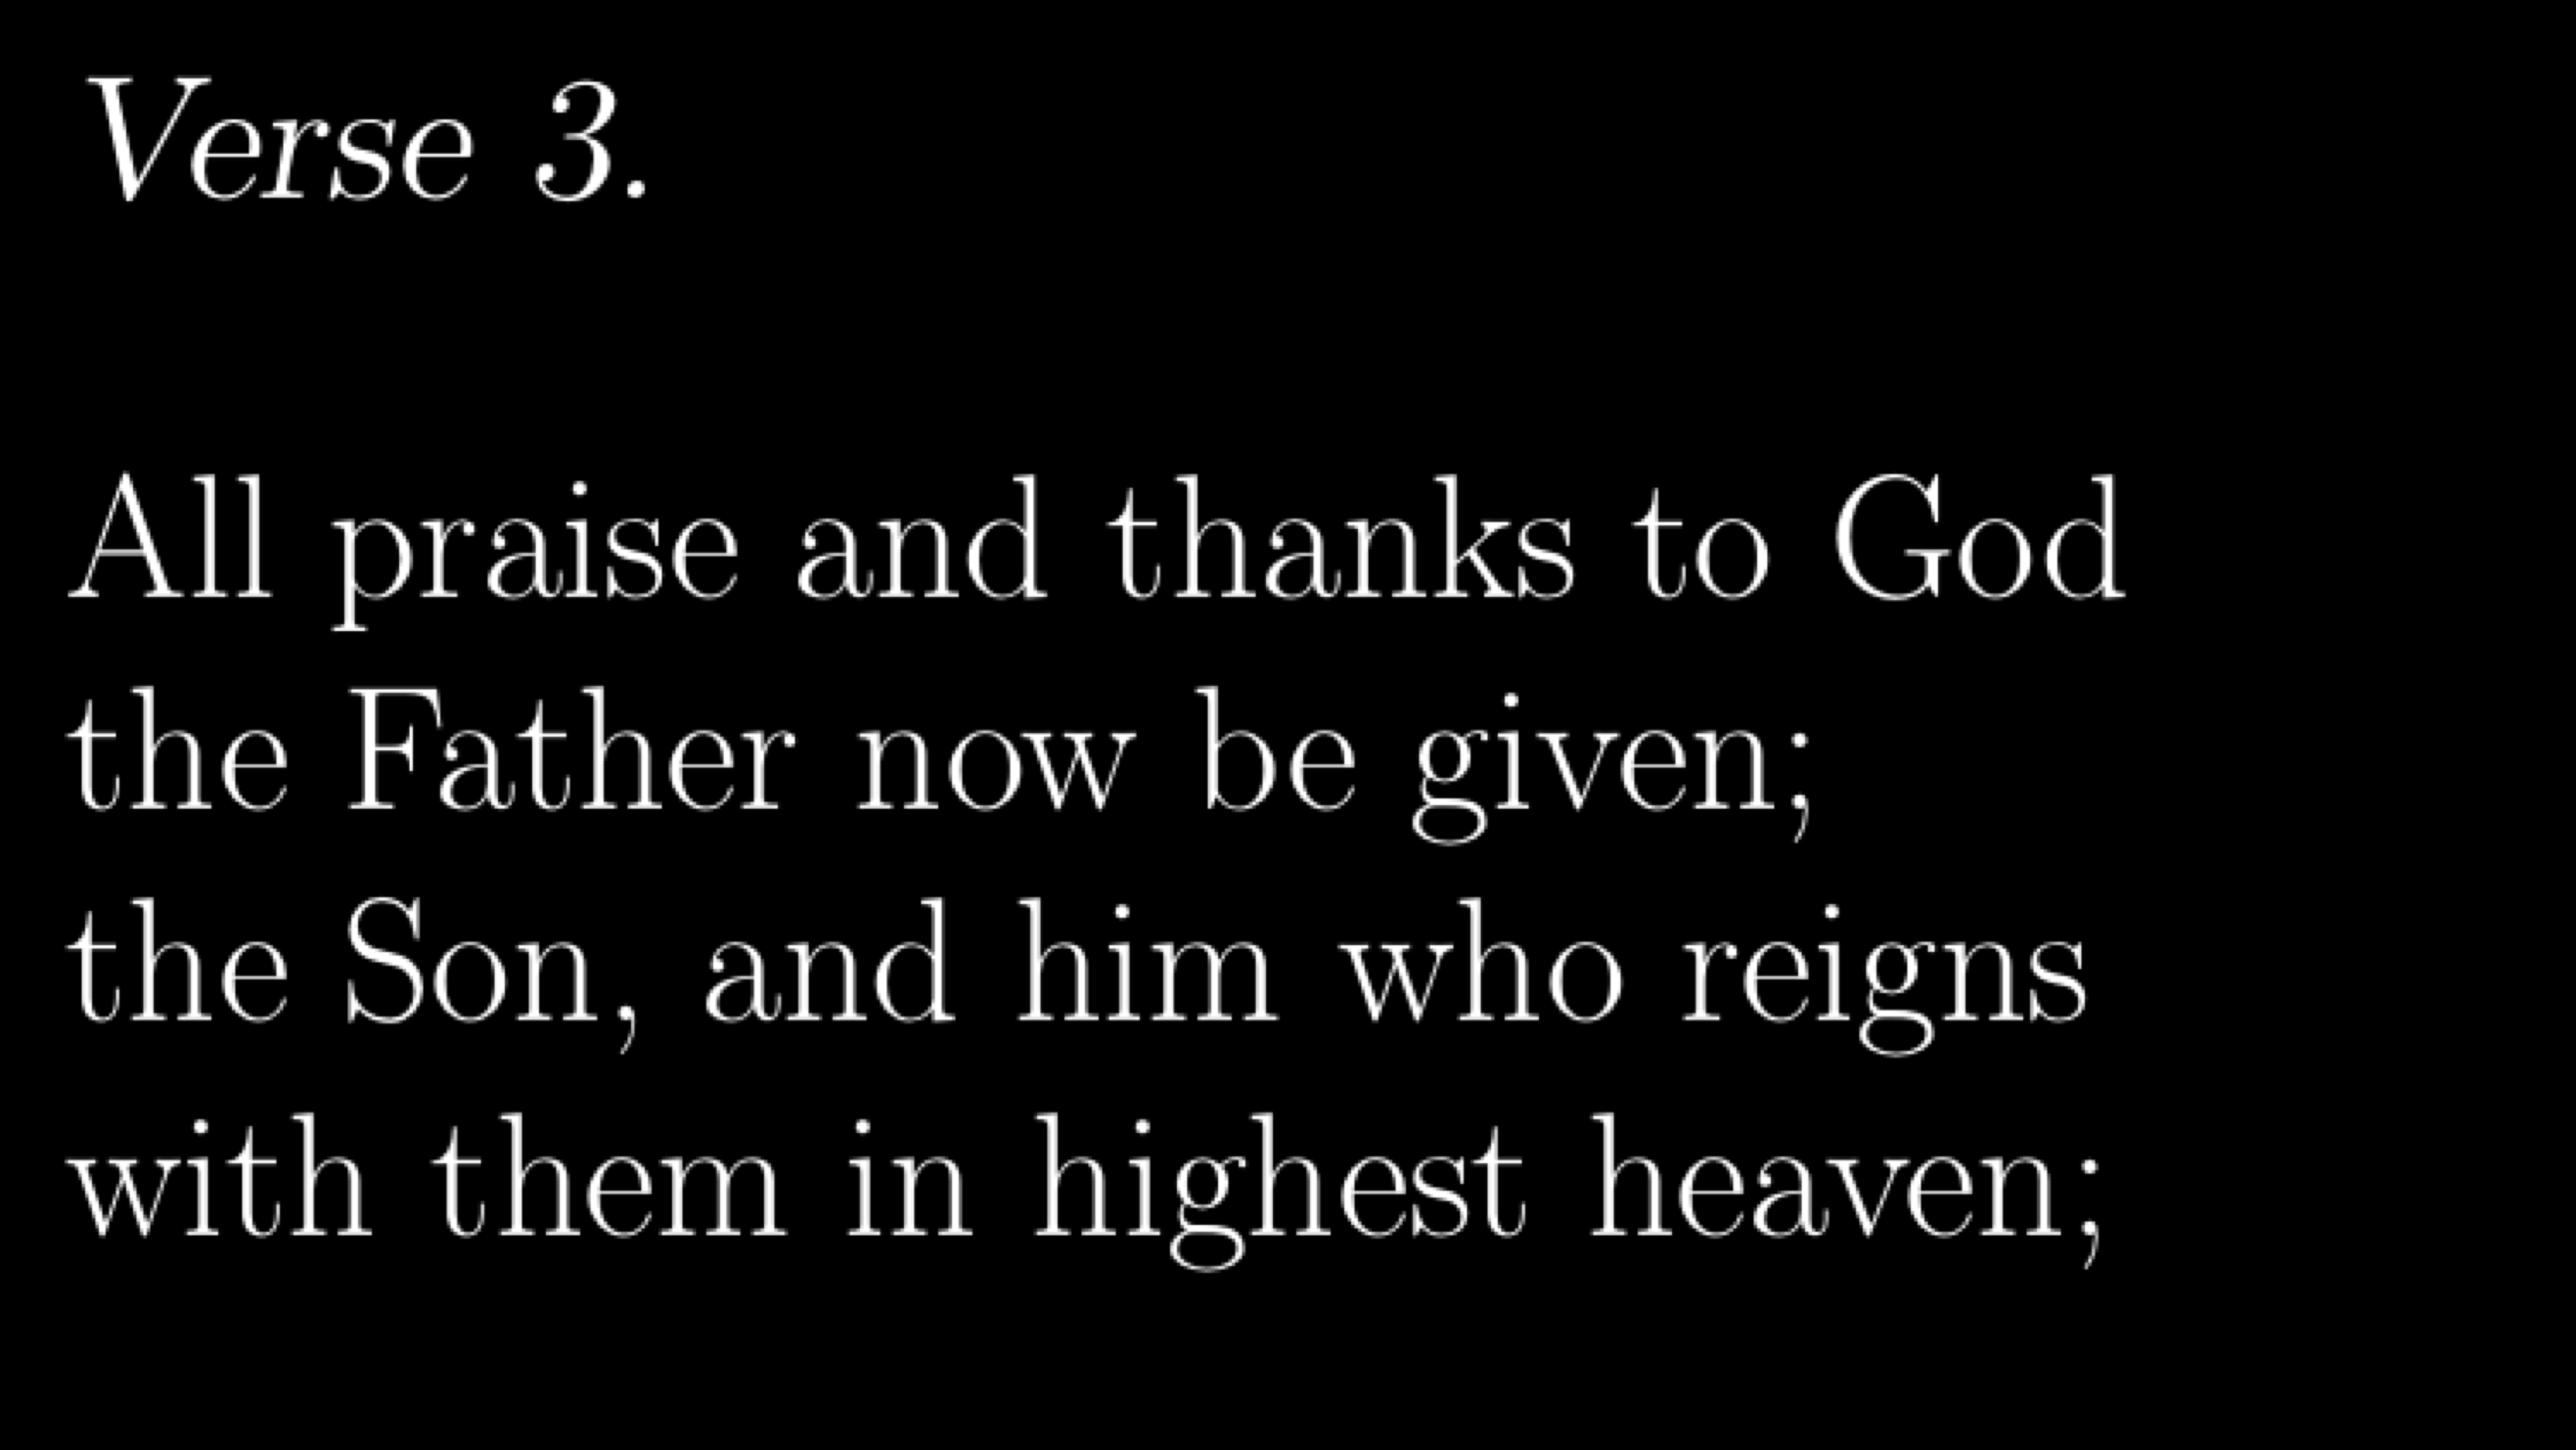 Verse 3.
All praise and thanks to God
the Father now be given;
the Son, and him who reigns
with them in highest heaven;